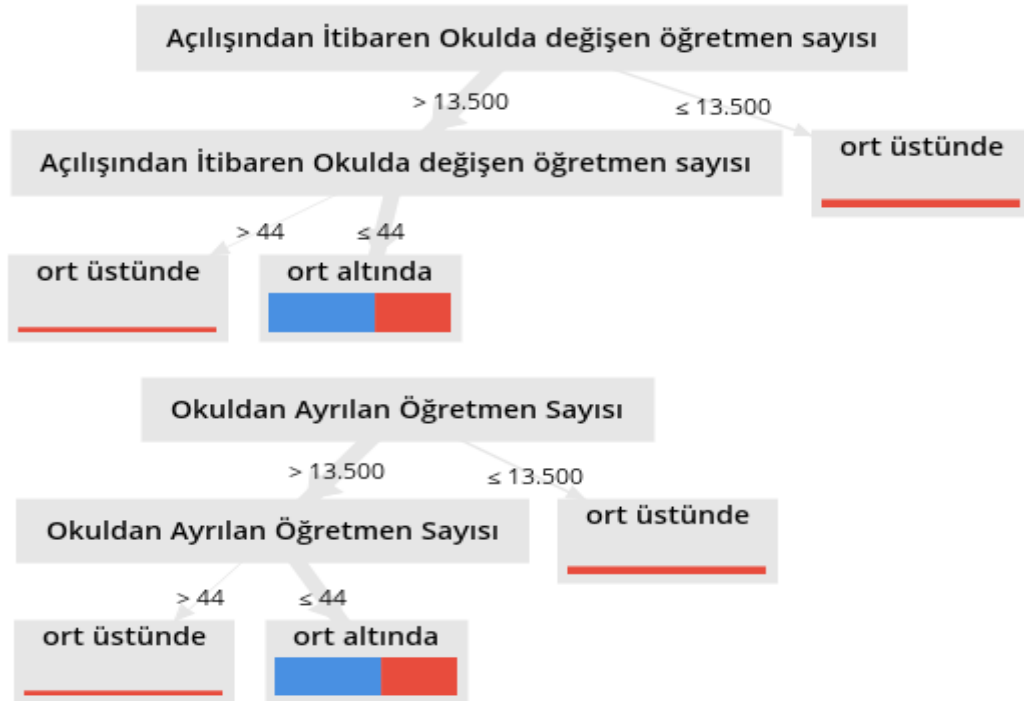 Açılışından İtibaren Okulda değişen öğretmen sayısı
> 13.500
≤ 13.500
Açılışından İtibaren Okulda değişen öğretmen sayısı
ort üstünde
> 44
≤ 44
ort üstünde
ort altında
Okuldan Ayrılan Öğretmen Sayısı
> 13.500
≤ 13.500
Okuldan Ayrılan Öğretmen Sayısı
ort üstünde
> 44
≤ 44
ort üstünde
ort altında